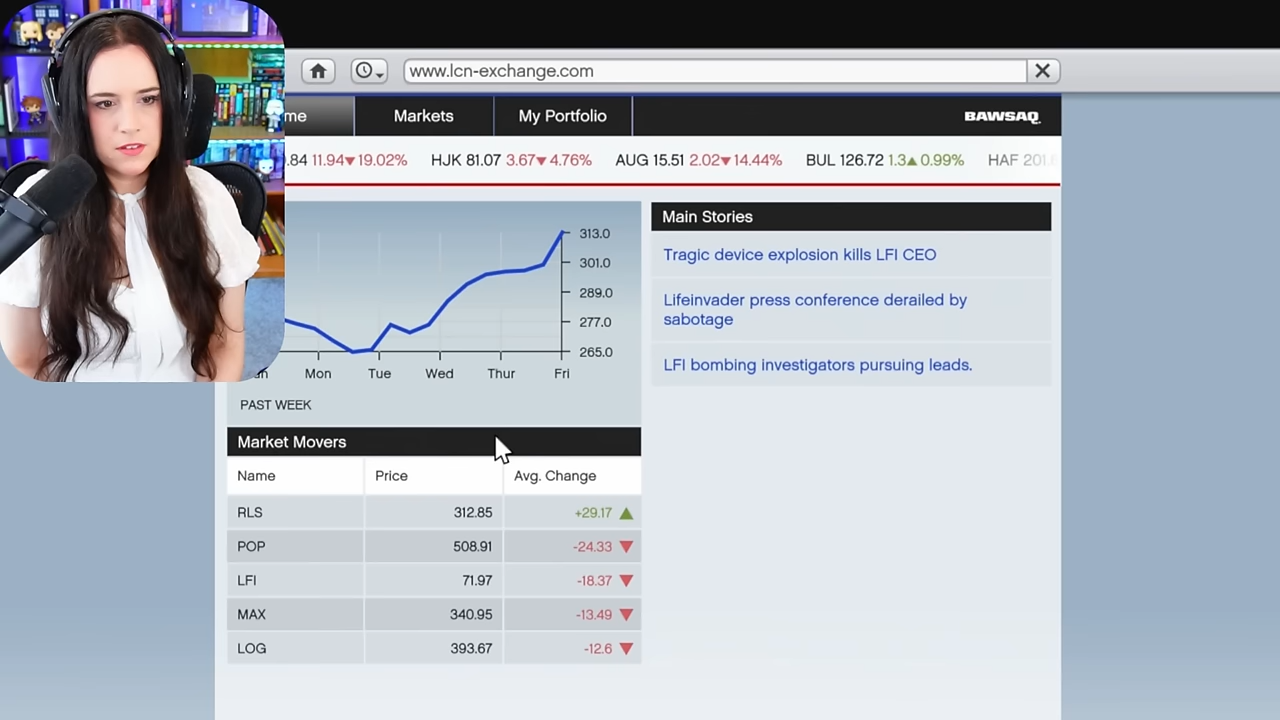 www.lcn-exchange.com
me Markets My Portfolio BAWSAQ
.84 11.94 19.02% HJK 81.07 3.67 4.76% AUG 15.51 2.02 14.44% BUL 126.72 1.3 0.99% HAF 201
313.0
301.0
289.0
277.0
265.0
Mon Tue Wed Thur Fri
PAST WEEK
Main Stories
Tragic device explosion kills LFI CEO
Lifeinvader press conference derailed by
sabotage
LFI bombing investigators pursuing leads.
Market Movers
Name Price Avg. Change
RLS 312.85 +29.17
POP 508.91 -24.33
LFI 71.97 -18.37
MAX 340.95 -13.49
LOG 393.67 -12.6